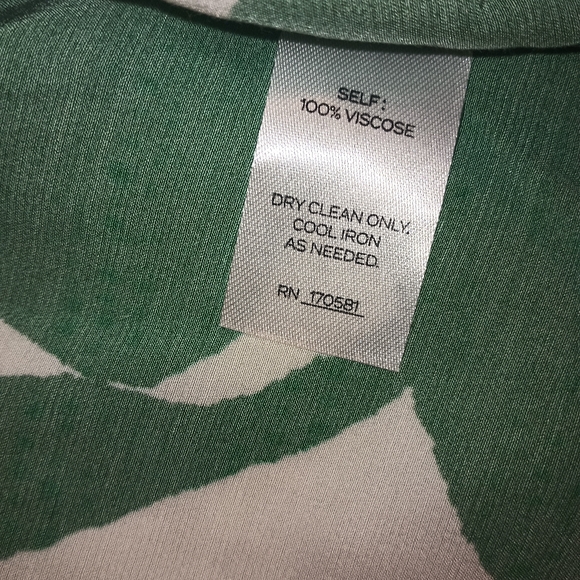 SELF:
100% VISCOSE
DRY CLEAN ONLY.
COOL IRON
AS NEEDED.
RN 170581